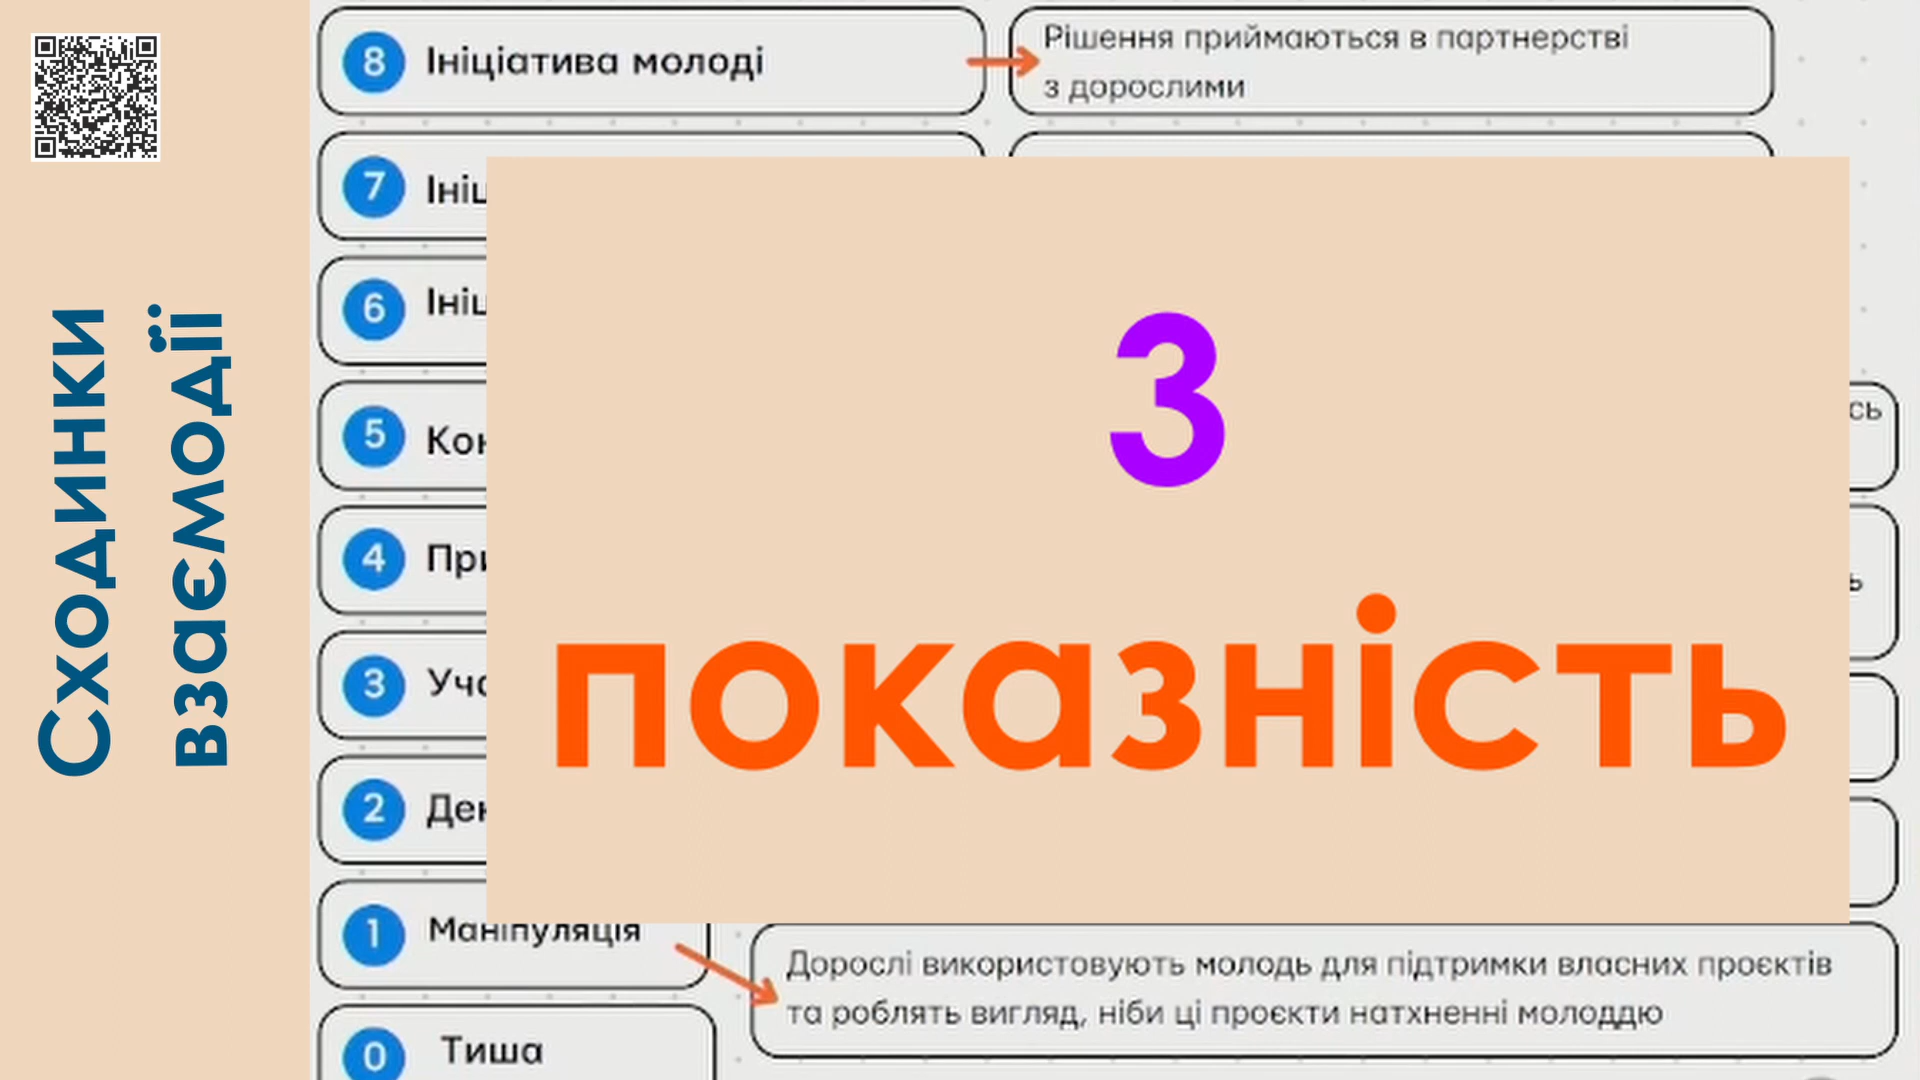 Сходинки
взаємодії
8 Ініціатива молоді
Рішення приймаються в партнерстві
з дорослими
7
6
5
4
3
2
1 Маніпуляція
0 Тиша
3
показність
сь
ь
Дорослі використовують молодь для підтримки власних проєктів
та роблять вигляд, ніби ці проєкти натхненні молоддю